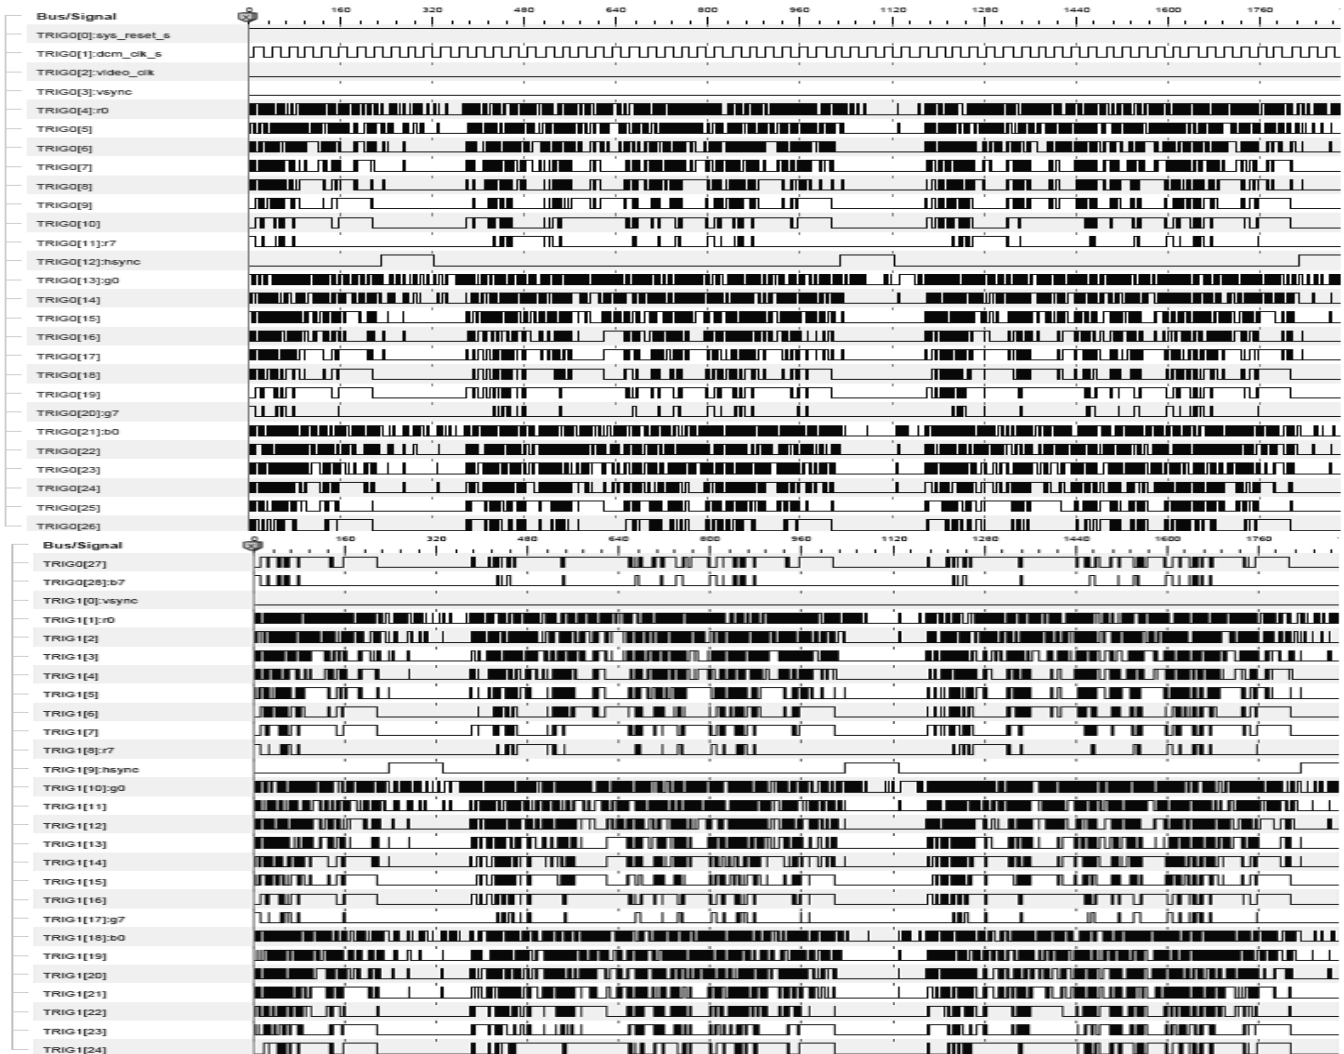 Bus/Signal 0 160 320 480 640 800 960 1120 1280 1440 1600 1760
TRIG0[0]:sys_reset_s
TRIG0[1]:dcm_clk_s
TRIG0[2]:video_clk
TRIG0[3]:vsync
TRIG0[4]:r0
TRIG0[5]
TRIG0[6]
TRIG0[7]
TRIG0[8]
TRIG0[9]
TRIG0[10]
TRIG0[11]:r7
TRIG0[12]:hsync
TRIG0[13]:g0
TRIG0[14]
TRIG0[15]
TRIG0[16]
TRIG0[17]
TRIG0[18]
TRIG0[19]
TRIG0[20]:g7
TRIG0[21]:b0
TRIG0[22]
TRIG0[23]
TRIG0[24]
TRIG0[25]
TRIG0[26]
Bus/Signal 0 160 320 480 640 800 960 1120 1280 1440 1600 1760
TRIG0[27]
TRIG0[28]:b7
TRIG1[0]:vsync
TRIG1[1]:r0
TRIG1[2]
TRIG1[3]
TRIG1[4]
TRIG1[5]
TRIG1[6]
TRIG1[7]
TRIG1[8]:r7
TRIG1[9]:hsync
TRIG1[10]:g0
TRIG1[11]
TRIG1[12]
TRIG1[13]
TRIG1[14]
TRIG1[15]
TRIG1[16]
TRIG1[17]:g7
TRIG1[18]:b0
TRIG1[19]
TRIG1[20]
TRIG1[21]
TRIG1[22]
TRIG1[23]
TRIG1[24]